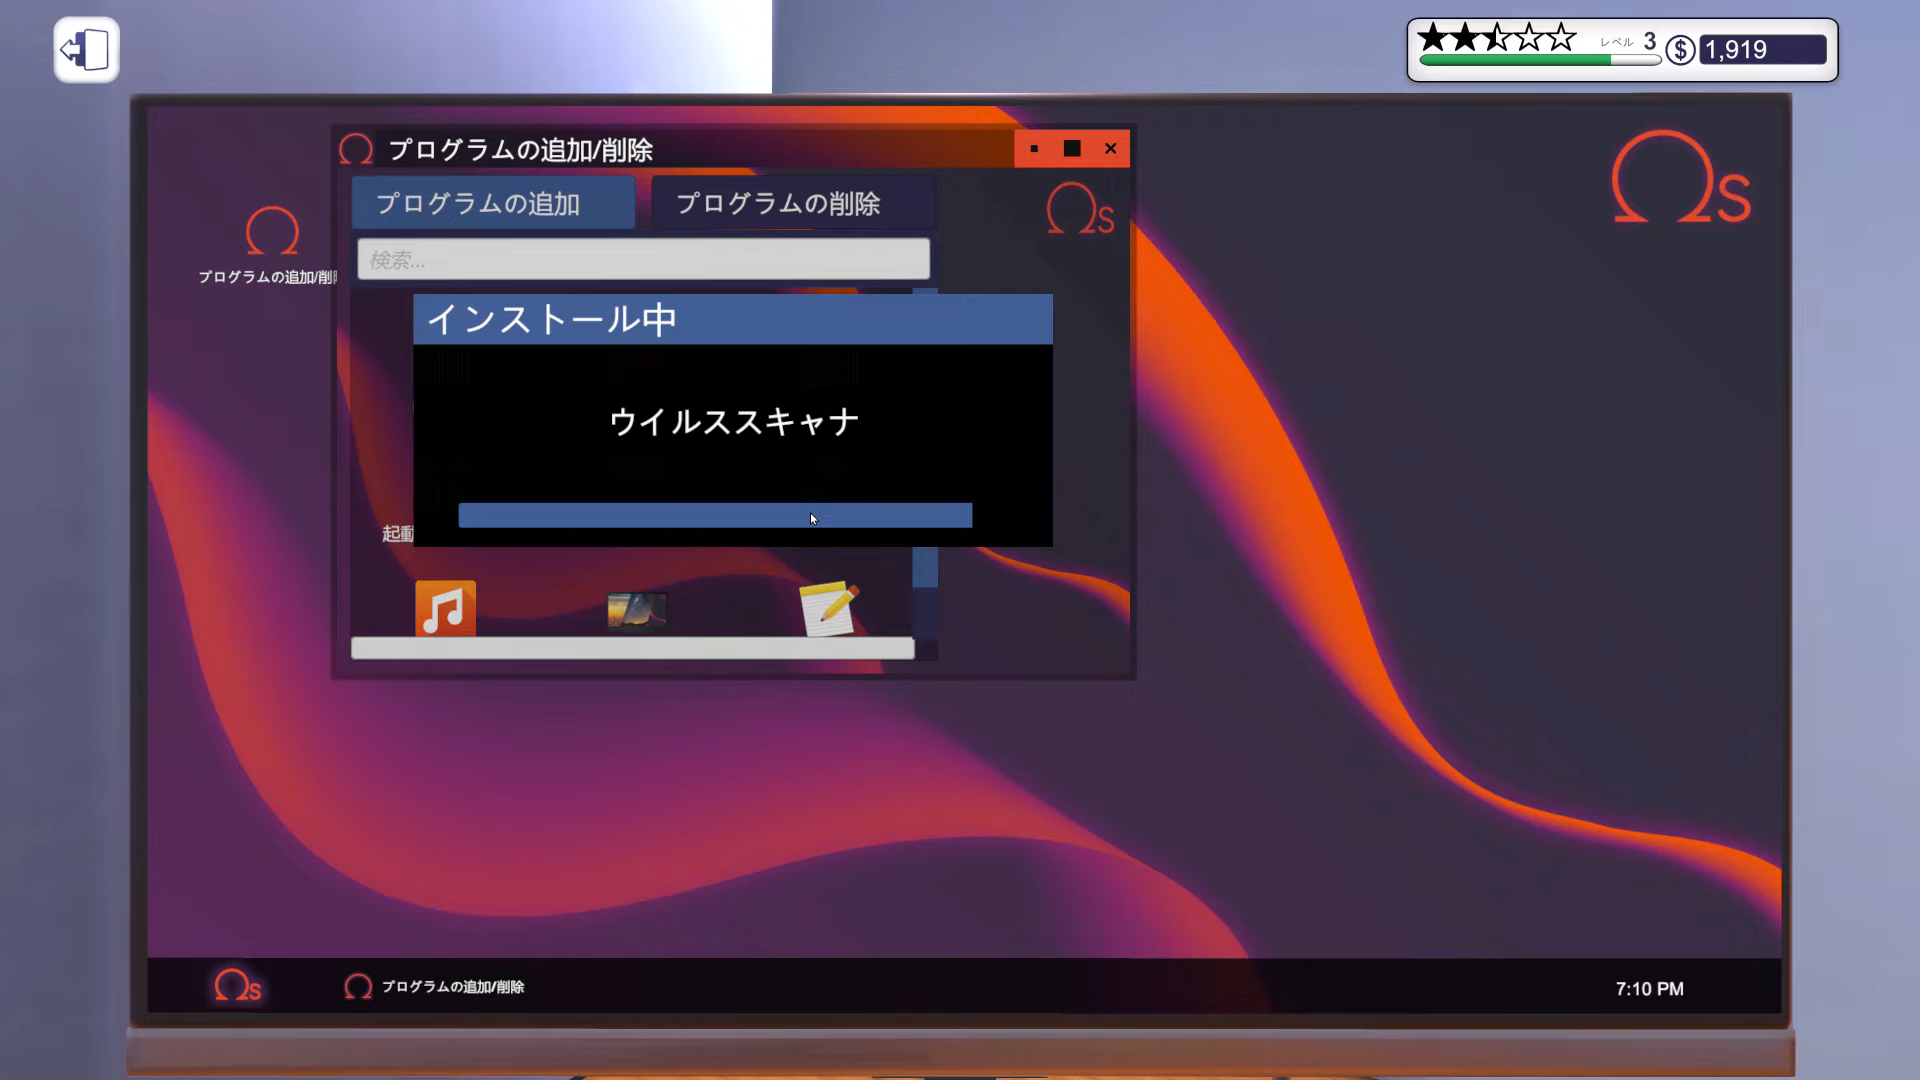 レベル 3
$ 1,919
プログラムの追加/削除
プログラムの追加
プログラムの削除
Ωs
Ωs
検索...
プログラムの追加/削
インストール中
ウイルススキャナ
起動
Ωs
プログラムの追加/削除
7:10 PM